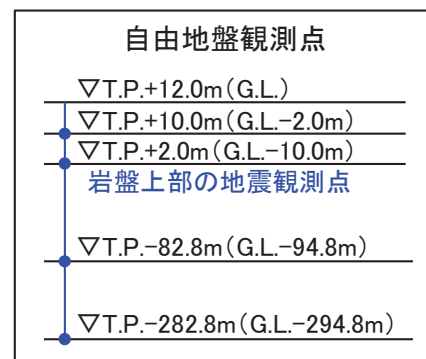 自由地盤観測点
▽T.P.+12.0m(G.L.)
▽T.P.+10.0m(G.L.-2.0m)
▽T.P.+2.0m(G.L.-10.0m)
岩盤上部の地震観測点
▽T.P.-82.8m(G.L.-94.8m)
▽T.P.-282.8m(G.L.-294.8m)